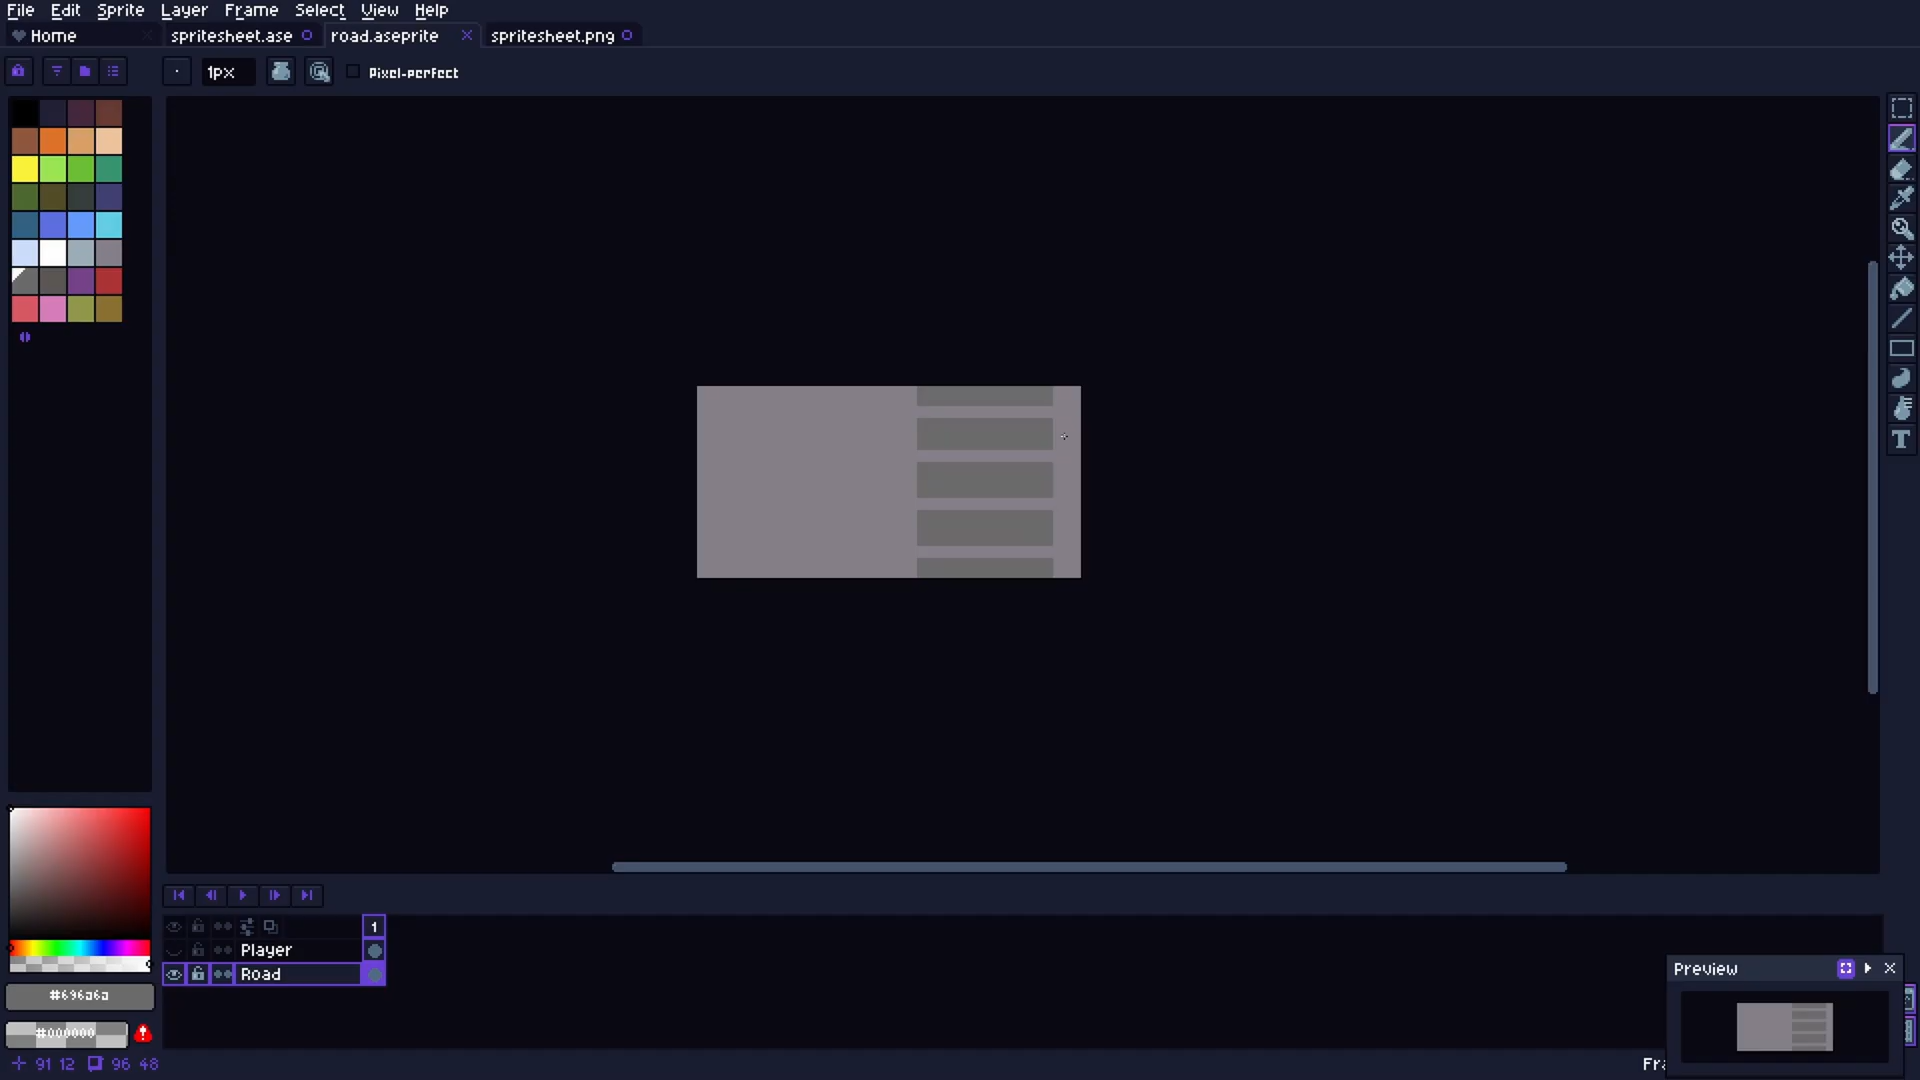 File Edit Sprite Layer Frame Select View Help
Home spritesheet.ase road.aseprite spritesheet.png
1px Pixel-perfect
1
Player
Road
Preview
#696a6a
#000000
91 12 96 48
Fra